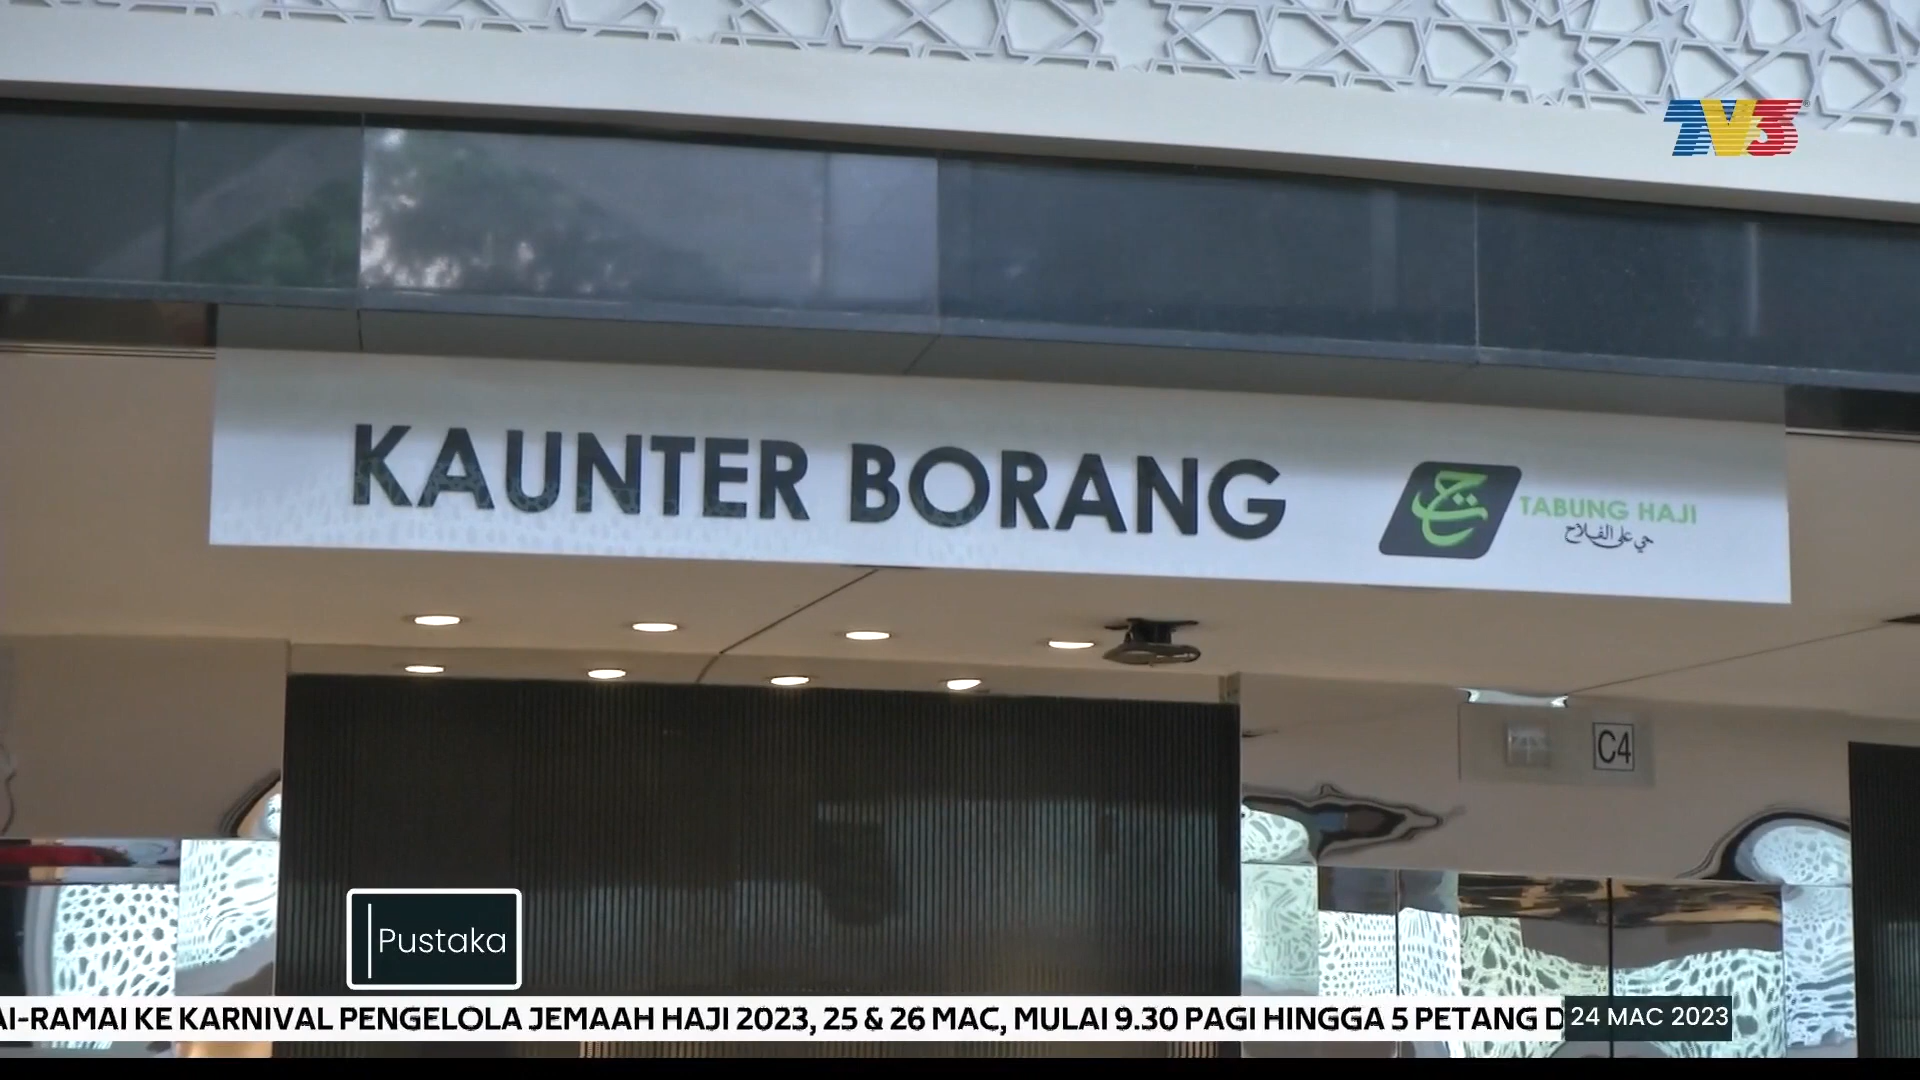 TV3
KAUNTER BORANG
TABUNG HAJI
حي على الفلاح
C4
Pustaka
AI-RAMAI KE KARNIVAL PENGELOLA JEMAAH HAJI 2023, 25 & 26 MAC, MULAI 9.30 PAGI HINGGA 5 PETANG D
24 MAC 2023